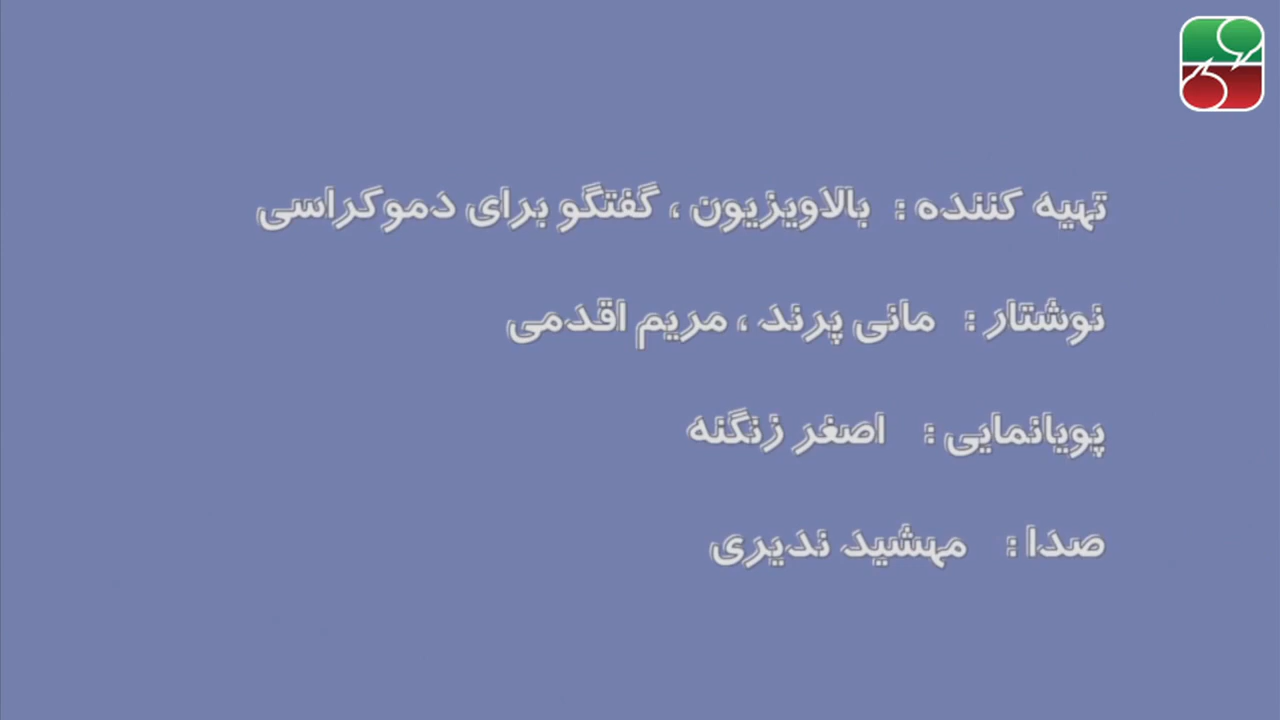 تهیه کننده : بالاویزیون ، گفتگو برای دموکراسی
نوشتار : مانی پرند ، مریم اقدمی
پویانمایی : اصغر زنگنه
صدا : مهشید ندیری